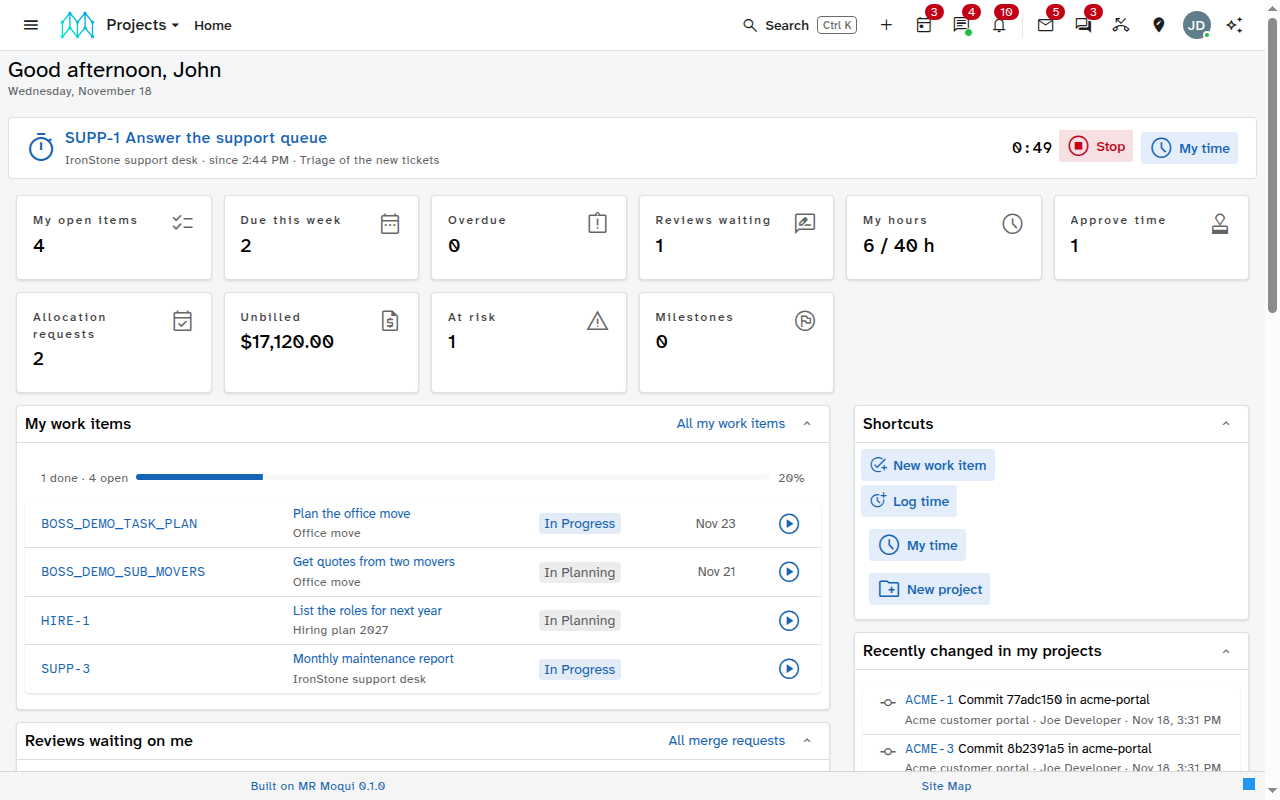 Projects
Home
Search
Ctrl K
3
4
10
5
3
JD
Good afternoon, John
Wednesday, November 18
SUPP-1 Answer the support queue
IronStone support desk · since 2:44 PM · Triage of the new tickets
0:49
Stop
My time
My open items
4
Due this week
2
Overdue
0
Reviews waiting
1
My hours
6 / 40 h
Approve time
1
Allocation
requests
2
Unbilled
$17,120.00
At risk
1
Milestones
0
My work items
All my work items
1 done · 4 open
20%
BOSS_DEMO_TASK_PLAN
Plan the office move
Office move
In Progress
Nov 23
BOSS_DEMO_SUB_MOVERS
Get quotes from two movers
Office move
In Planning
Nov 21
HIRE-1
List the roles for next year
Hiring plan 2027
In Planning
SUPP-3
Monthly maintenance report
IronStone support desk
In Progress
Reviews waiting on me
All merge requests
Shortcuts
New work item
Log time
My time
New project
Recently changed in my projects
ACME-1 Commit 77adc150 in acme-portal
Acme customer portal · Joe Developer · Nov 18, 3:31 PM
ACME-3 Commit 8b2391a5 in acme-portal
Acme customer portal · Joe Developer · Nov 18, 3:31 PM
Built on MR Moqui 0.1.0
Site Map